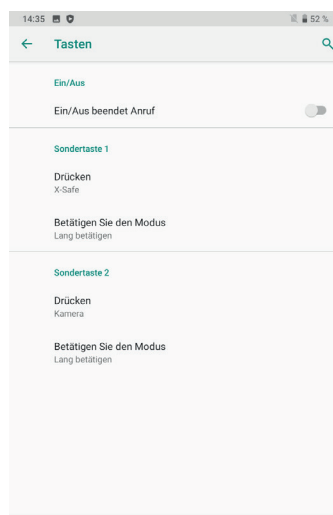 14:35 52 %
Tasten
Ein/Aus
Ein/Aus beendet Anruf
Sondertaste 1
Drücken
X-Safe
Betätigen Sie den Modus
Lang betätigen
Sondertaste 2
Drücken
Kamera
Betätigen Sie den Modus
Lang betätigen